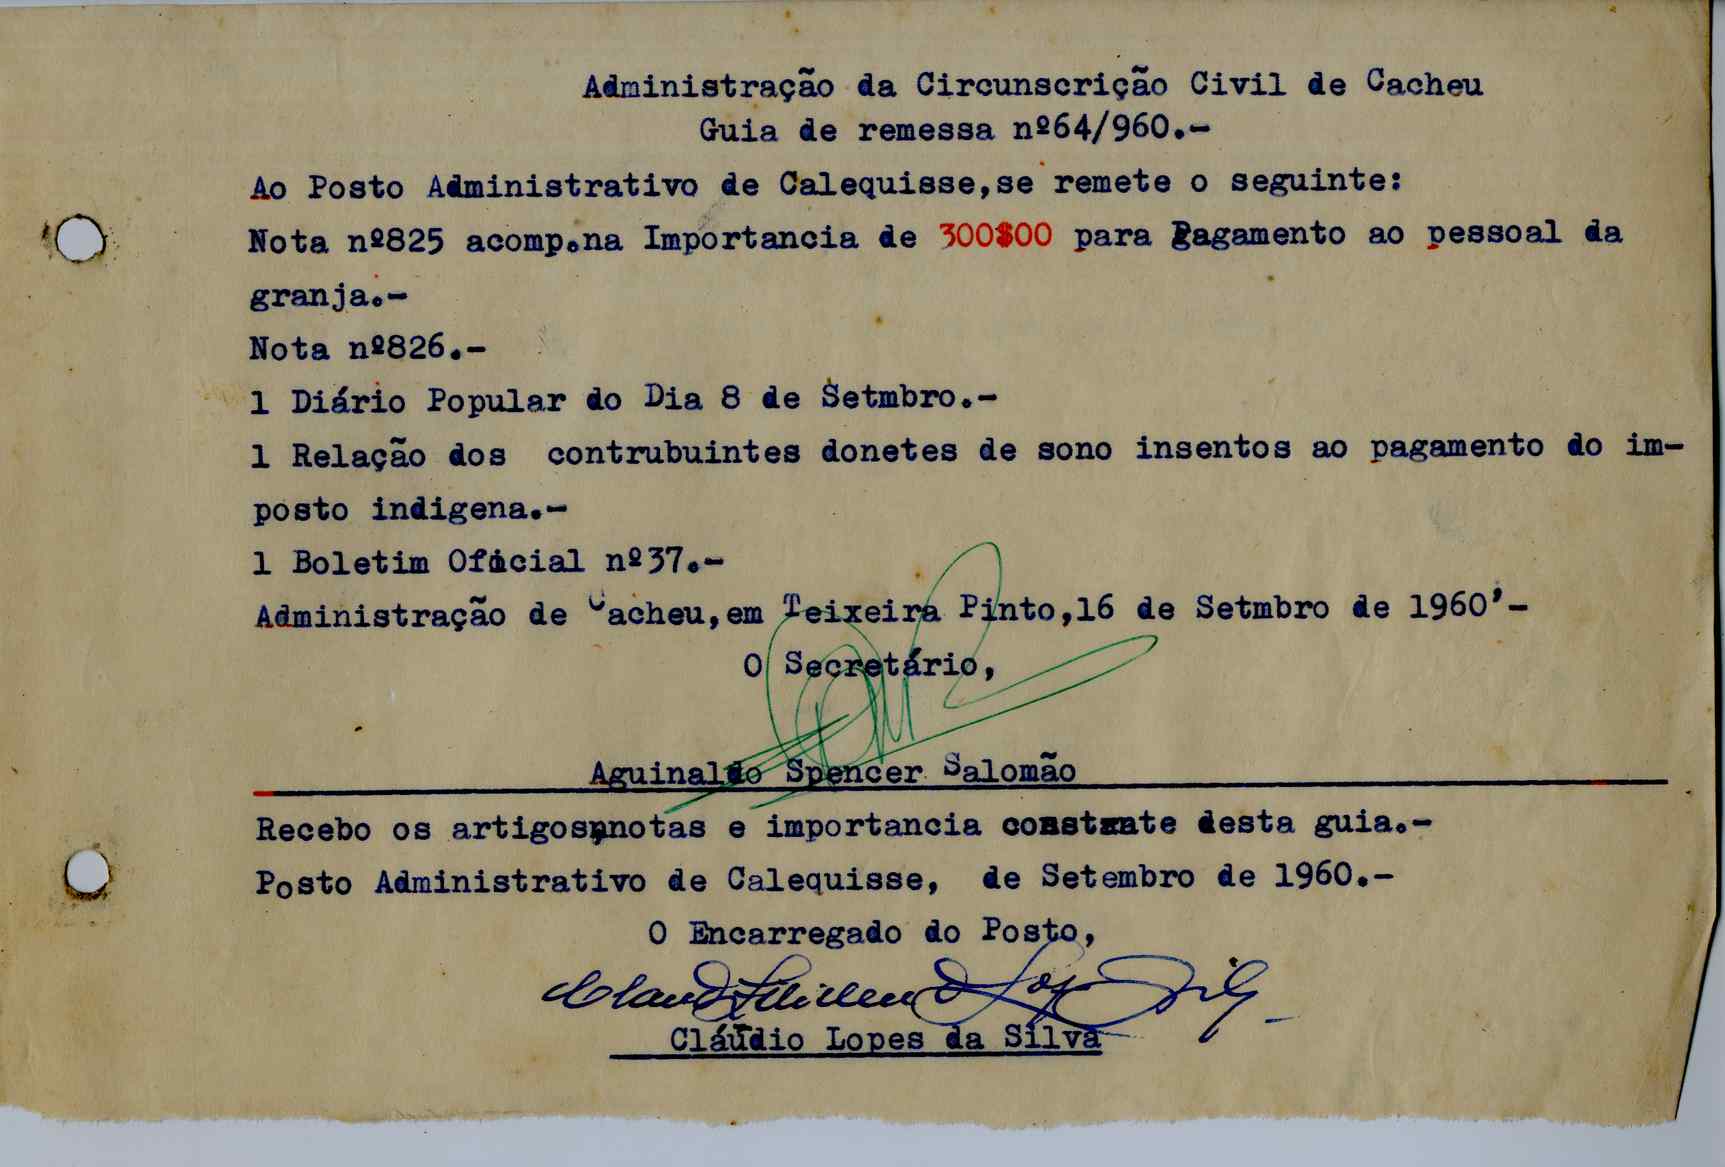 Administração da Circunscrição Civil de Cacheu
Guia de remessa nº64/960.-
Ao Posto Administrativo de Calequisse,se remete o seguinte:
Nota nº825 acomp.na Importancia de 300$00 para Pagamento ao pessoal da
granja.-
Nota nº826.-
1 Diário Popular do Dia 8 de Setmbro.-
1 Relação dos contrubuintes donetes de sono insentos ao pagamento do im-
posto indigena.-
1 Boletim Oficial nº37.-
Administração de Cacheu,em Teixeira Pinto,16 de Setmbro de 1960'-
O Secretário,
Aguinaldo Spencer Salomão
Recebo os artigos,notas e importancia constante desta guia.-
Posto Administrativo de Calequisse, de Setembro de 1960.-
O Encarregado do Posto,
Cláudio Lopes da Silva